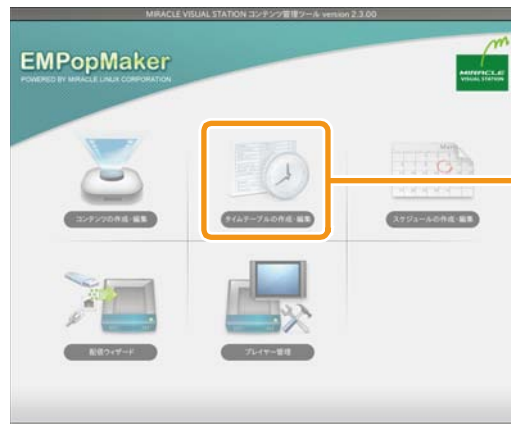 MIRACLE VISUAL STATION コンテンツ管理ツール version 2.3.00
EMPopMaker
POWERED BY MIRACLE LINUX CORPORATION
MIRACLE
VISUAL STATION
コンテンツの作成・編集
タイムテーブルの作成・編集
スケジュールの作成・編集
配信ウィザード
プレイヤー管理